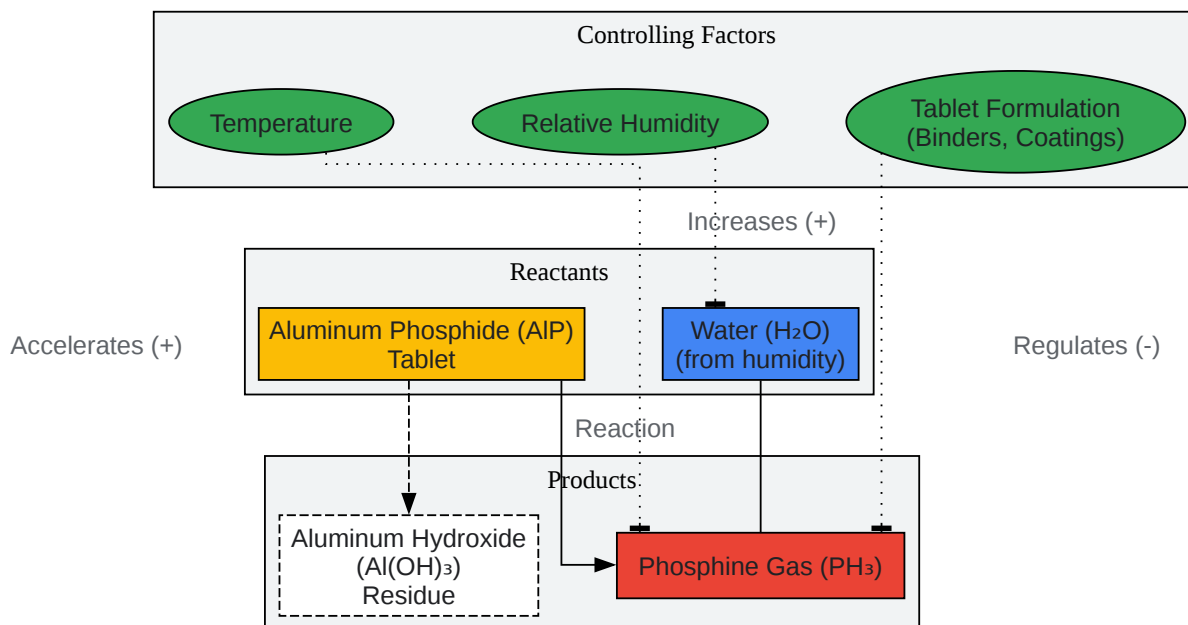 Controlling Factors
Temperature
Relative Humidity
Tablet Formulation
(Binders, Coatings)
Increases (+)
Reactants
Aluminum Phosphide (AlP)
Tablet
Water (H₂O)
(from humidity)
Accelerates (+)
Regulates (-)
Reaction
Products
Aluminum Hydroxide
(Al(OH)₃)
Residue
Phosphine Gas (PH₃)